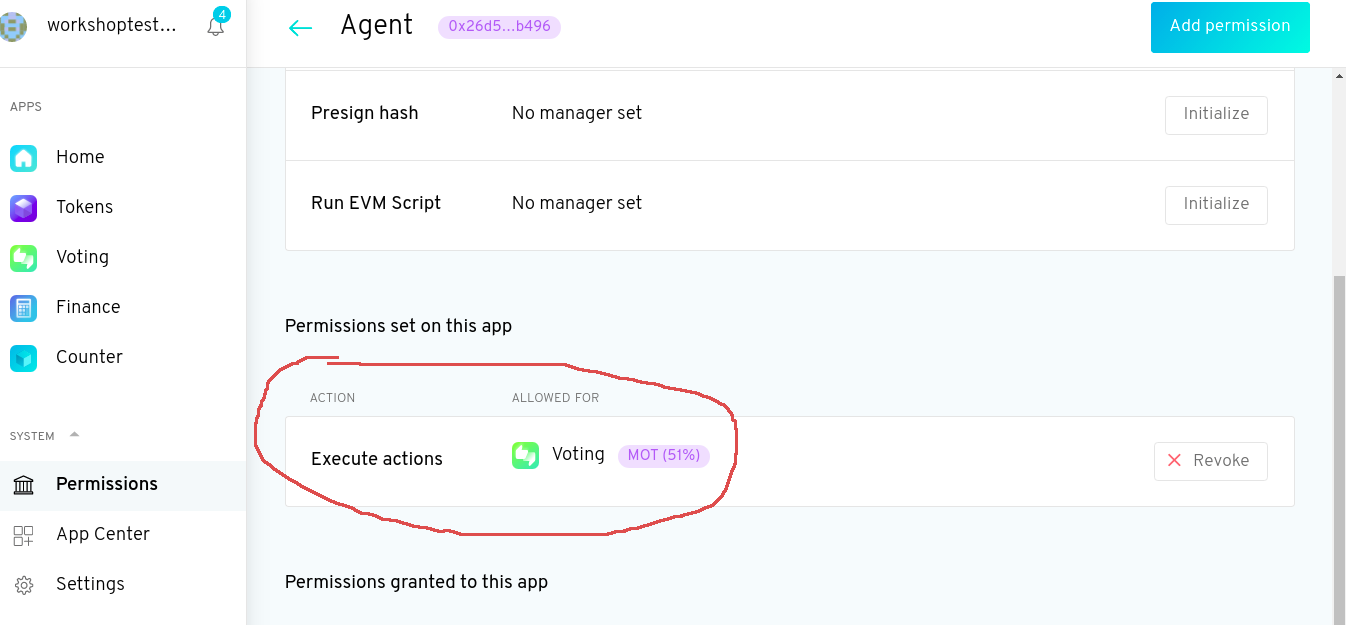 workshoptest...
4
Agent
0x26d5...b496
Add permission
APPS
Home
Tokens
Voting
Finance
Counter
SYSTEM
Permissions
App Center
Settings
Presign hash No manager set Initialize
Run EVM Script No manager set Initialize
Permissions set on this app
ACTION ALLOWED FOR
Execute actions Voting MOT (51%) Revoke
Permissions granted to this app